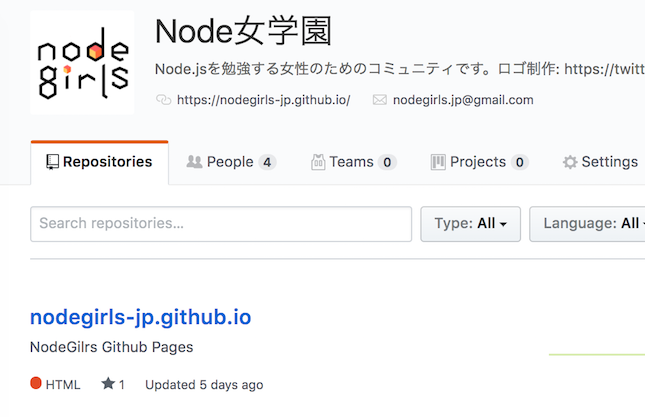 node
girls
Node女学園
Node.jsを勉強する女性のためのコミュニティです。ロゴ制作: https://twitt
https://nodegirls-jp.github.io/ nodegirls.jp@gmail.com
Repositories People 4 Teams 0 Projects 0 Settings
Search repositories... Type: All Language: All
nodegirls-jp.github.io
NodeGilrs Github Pages
HTML 1 Updated 5 days ago